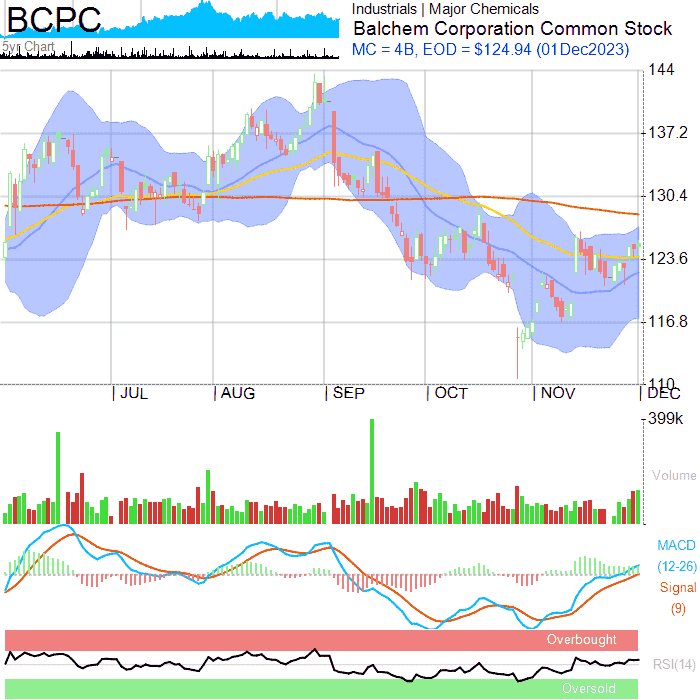 BCPC
5yr Chart
Industrials | Major Chemicals
Balchem Corporation Common Stock
MC = 4B, EOD = $124.94 (01Dec2023)
144
137.2
130.4
123.6
116.8
110
JUL AUG SEP OCT NOV DEC
399k
Volume
MACD
(12-26)
Signal
(9)
Overbought
RSI(14)
Oversold